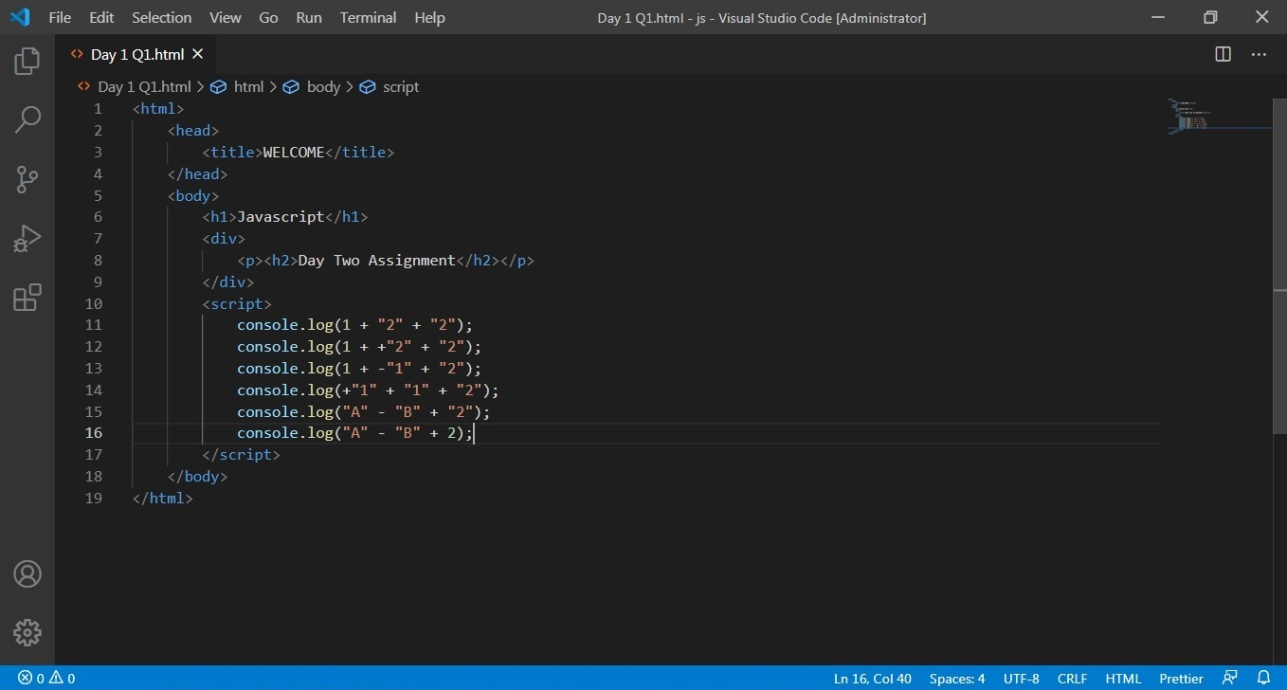 File Edit Selection View Go Run Terminal Help Day 1 Q1.html - js - Visual Studio Code [Administrator]
Day 1 Q1.html
Day 1 Q1.html > html > body > script
1 <html>
2 <head>
3 <title>WELCOME</title>
4 </head>
5 <body>
6 <h1>Javascript</h1>
7 <div>
8 <p><h2>Day Two Assignment</h2></p>
9 </div>
10 <script>
11 console.log(1 + "2" + "2");
12 console.log(1 + +"2" + "2");
13 console.log(1 + -"1" + "2");
14 console.log(+"1" + "1" + "2");
15 console.log("A" - "B" + "2");
16 console.log("A" - "B" + 2);
17 </script>
18 </body>
19 </html>
0 0 Ln 16, Col 40 Spaces: 4 UTF-8 CRLF HTML Prettier